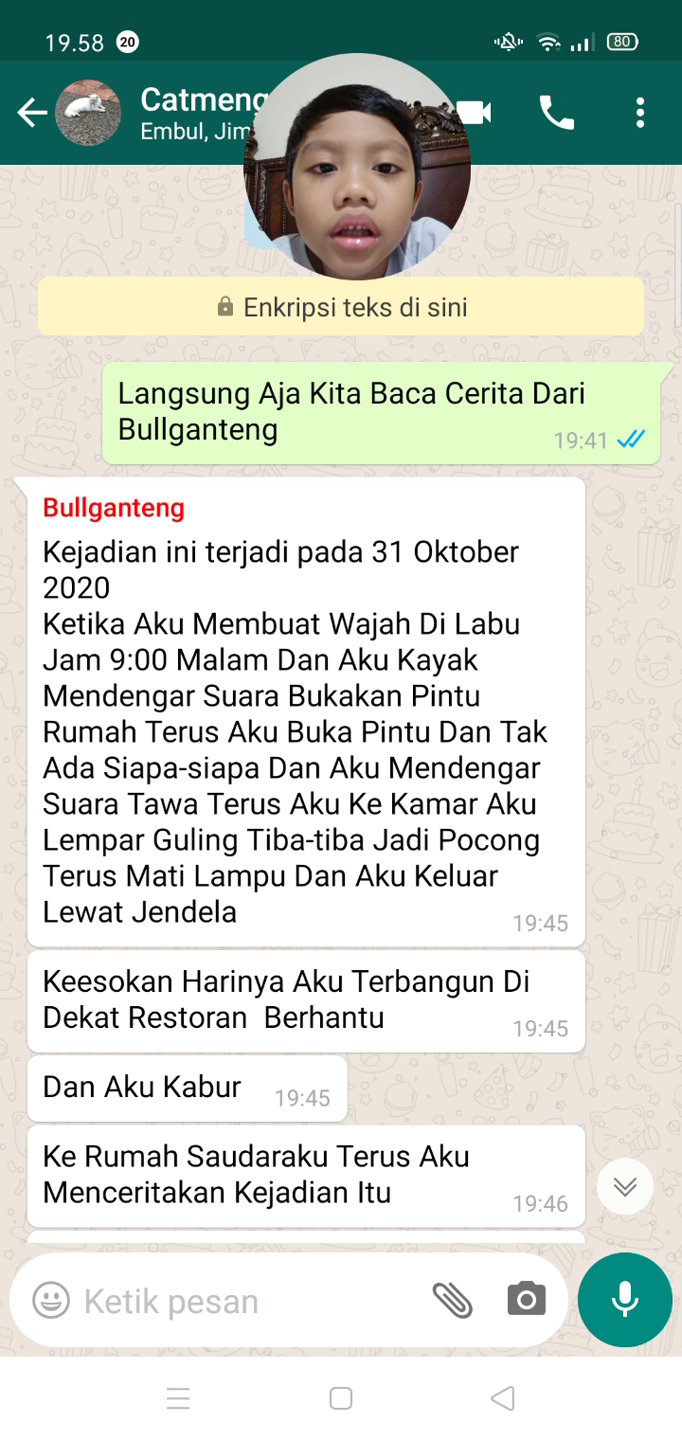 19.58 20 80
Catmeng
Embul, Jim
Enkripsi teks di sini
Langsung Aja Kita Baca Cerita Dari
Bullganteng
19:41
Bullganteng
Kejadian ini terjadi pada 31 Oktober
2020
Ketika Aku Membuat Wajah Di Labu
Jam 9:00 Malam Dan Aku Kayak
Mendengar Suara Bukakan Pintu
Rumah Terus Aku Buka Pintu Dan Tak
Ada Siapa-siapa Dan Aku Mendengar
Suara Tawa Terus Aku Ke Kamar Aku
Lempar Guling Tiba-tiba Jadi Pocong
Terus Mati Lampu Dan Aku Keluar
Lewat Jendela
19:45
Keesokan Harinya Aku Terbangun Di
Dekat Restoran  Berhantu
19:45
Dan Aku Kabur
19:45
Ke Rumah Saudaraku Terus Aku
Menceritakan Kejadian Itu
19:46
Ketik pesan